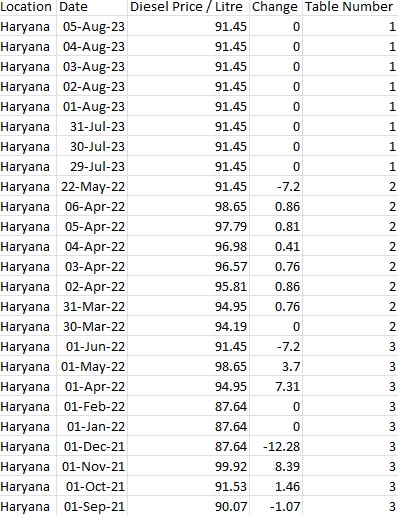 Location Date Diesel Price / Litre Change Table Number
Haryana 05-Aug-23 91.45 0 1
Haryana 04-Aug-23 91.45 0 1
Haryana 03-Aug-23 91.45 0 1
Haryana 02-Aug-23 91.45 0 1
Haryana 01-Aug-23 91.45 0 1
Haryana 31-Jul-23 91.45 0 1
Haryana 30-Jul-23 91.45 0 1
Haryana 29-Jul-23 91.45 0 1
Haryana 22-May-22 91.45 -7.2 2
Haryana 06-Apr-22 98.65 0.86 2
Haryana 05-Apr-22 97.79 0.81 2
Haryana 04-Apr-22 96.98 0.41 2
Haryana 03-Apr-22 96.57 0.76 2
Haryana 02-Apr-22 95.81 0.86 2
Haryana 31-Mar-22 94.95 0.76 2
Haryana 30-Mar-22 94.19 0 2
Haryana 01-Jun-22 91.45 -7.2 3
Haryana 01-May-22 98.65 3.7 3
Haryana 01-Apr-22 94.95 7.31 3
Haryana 01-Feb-22 87.64 0 3
Haryana 01-Jan-22 87.64 0 3
Haryana 01-Dec-21 87.64 -12.28 3
Haryana 01-Nov-21 99.92 8.39 3
Haryana 01-Oct-21 91.53 1.46 3
Haryana 01-Sep-21 90.07 -1.07 3